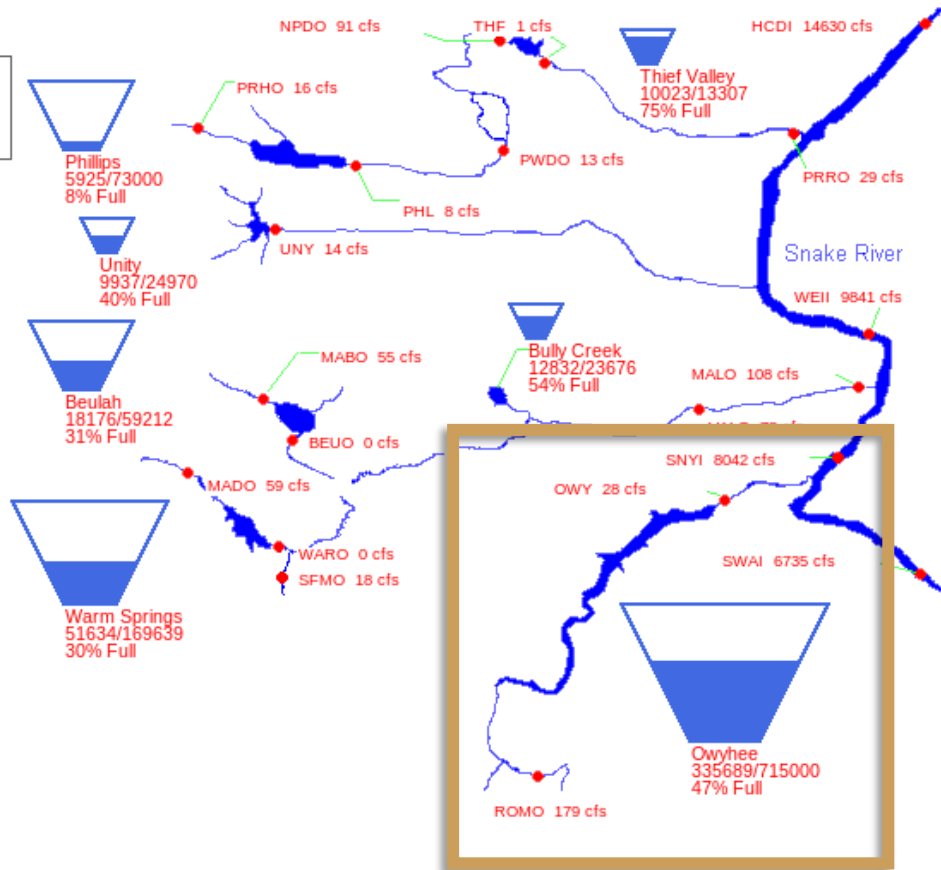 NPDO 91 cfs
THF 1 cfs
HCDI 14630 cfs
Thief Valley
10023/13307
75% Full
PRHO 16 cfs
Phillips
5925/73000
8% Full
PWDO 13 cfs
PRRO 29 cfs
PHL 8 cfs
UNY 14 cfs
Snake River
Unity
9937/24970
40% Full
WEII 9841 cfs
Bully Creek
12832/23676
54% Full
MABO 55 cfs
MALO 108 cfs
Beulah
18176/59212
31% Full
BEUO 0 cfs
SNYI 8042 cfs
MADO 59 cfs
OWY 28 cfs
WARO 0 cfs
SFMO 18 cfs
SWAI 6735 cfs
Warm Springs
51634/169639
30% Full
Owyhee
335689/715000
47% Full
ROMO 179 cfs